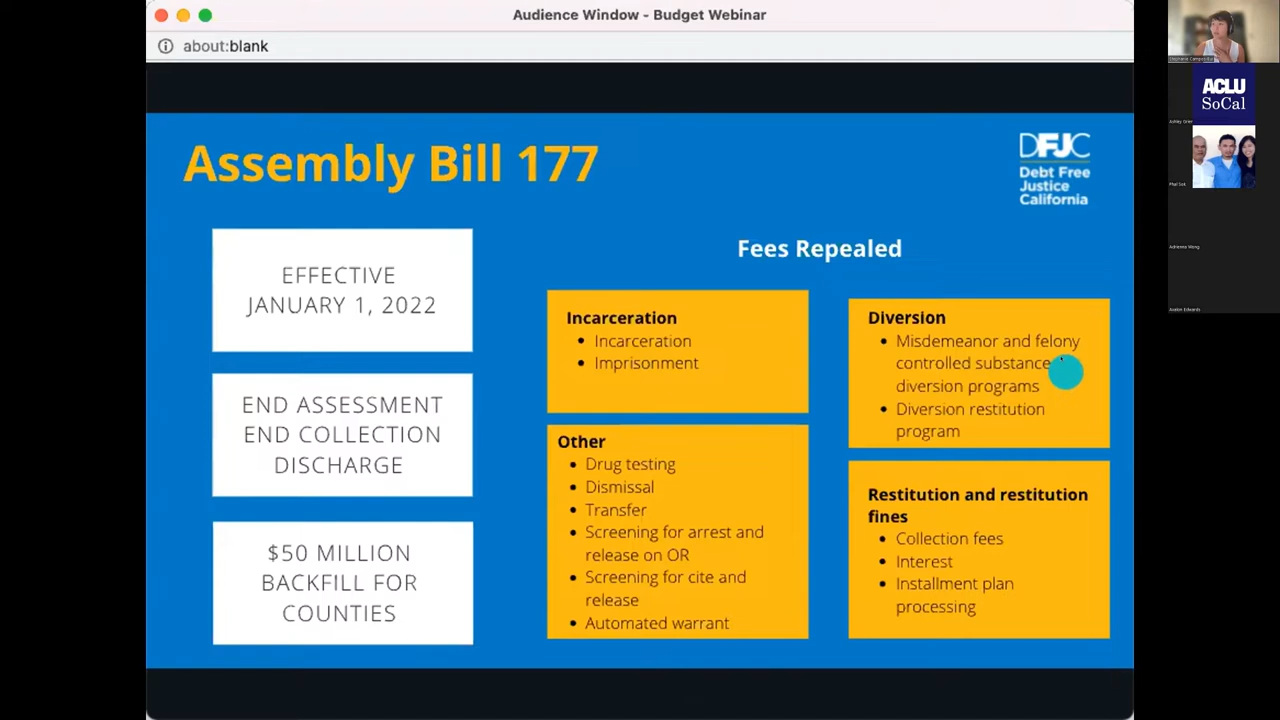 Audience Window - Budget Webinar
about:blank
Assembly Bill 177
DFJC
Debt Free
Justice
California
EFFECTIVE
JANUARY 1, 2022
END ASSESSMENT
END COLLECTION
DISCHARGE
$50 MILLION
BACKFILL FOR
COUNTIES
Fees Repealed
Incarceration
• Incarceration
• Imprisonment
Other
• Drug testing
• Dismissal
• Transfer
• Screening for arrest and
release on OR
• Screening for cite and
release
• Automated warrant
Diversion
• Misdemeanor and felony
controlled substance
diversion programs
• Diversion restitution
program
Restitution and restitution
fines
• Collection fees
• Interest
• Installment plan
processing
ACLU
SoCal